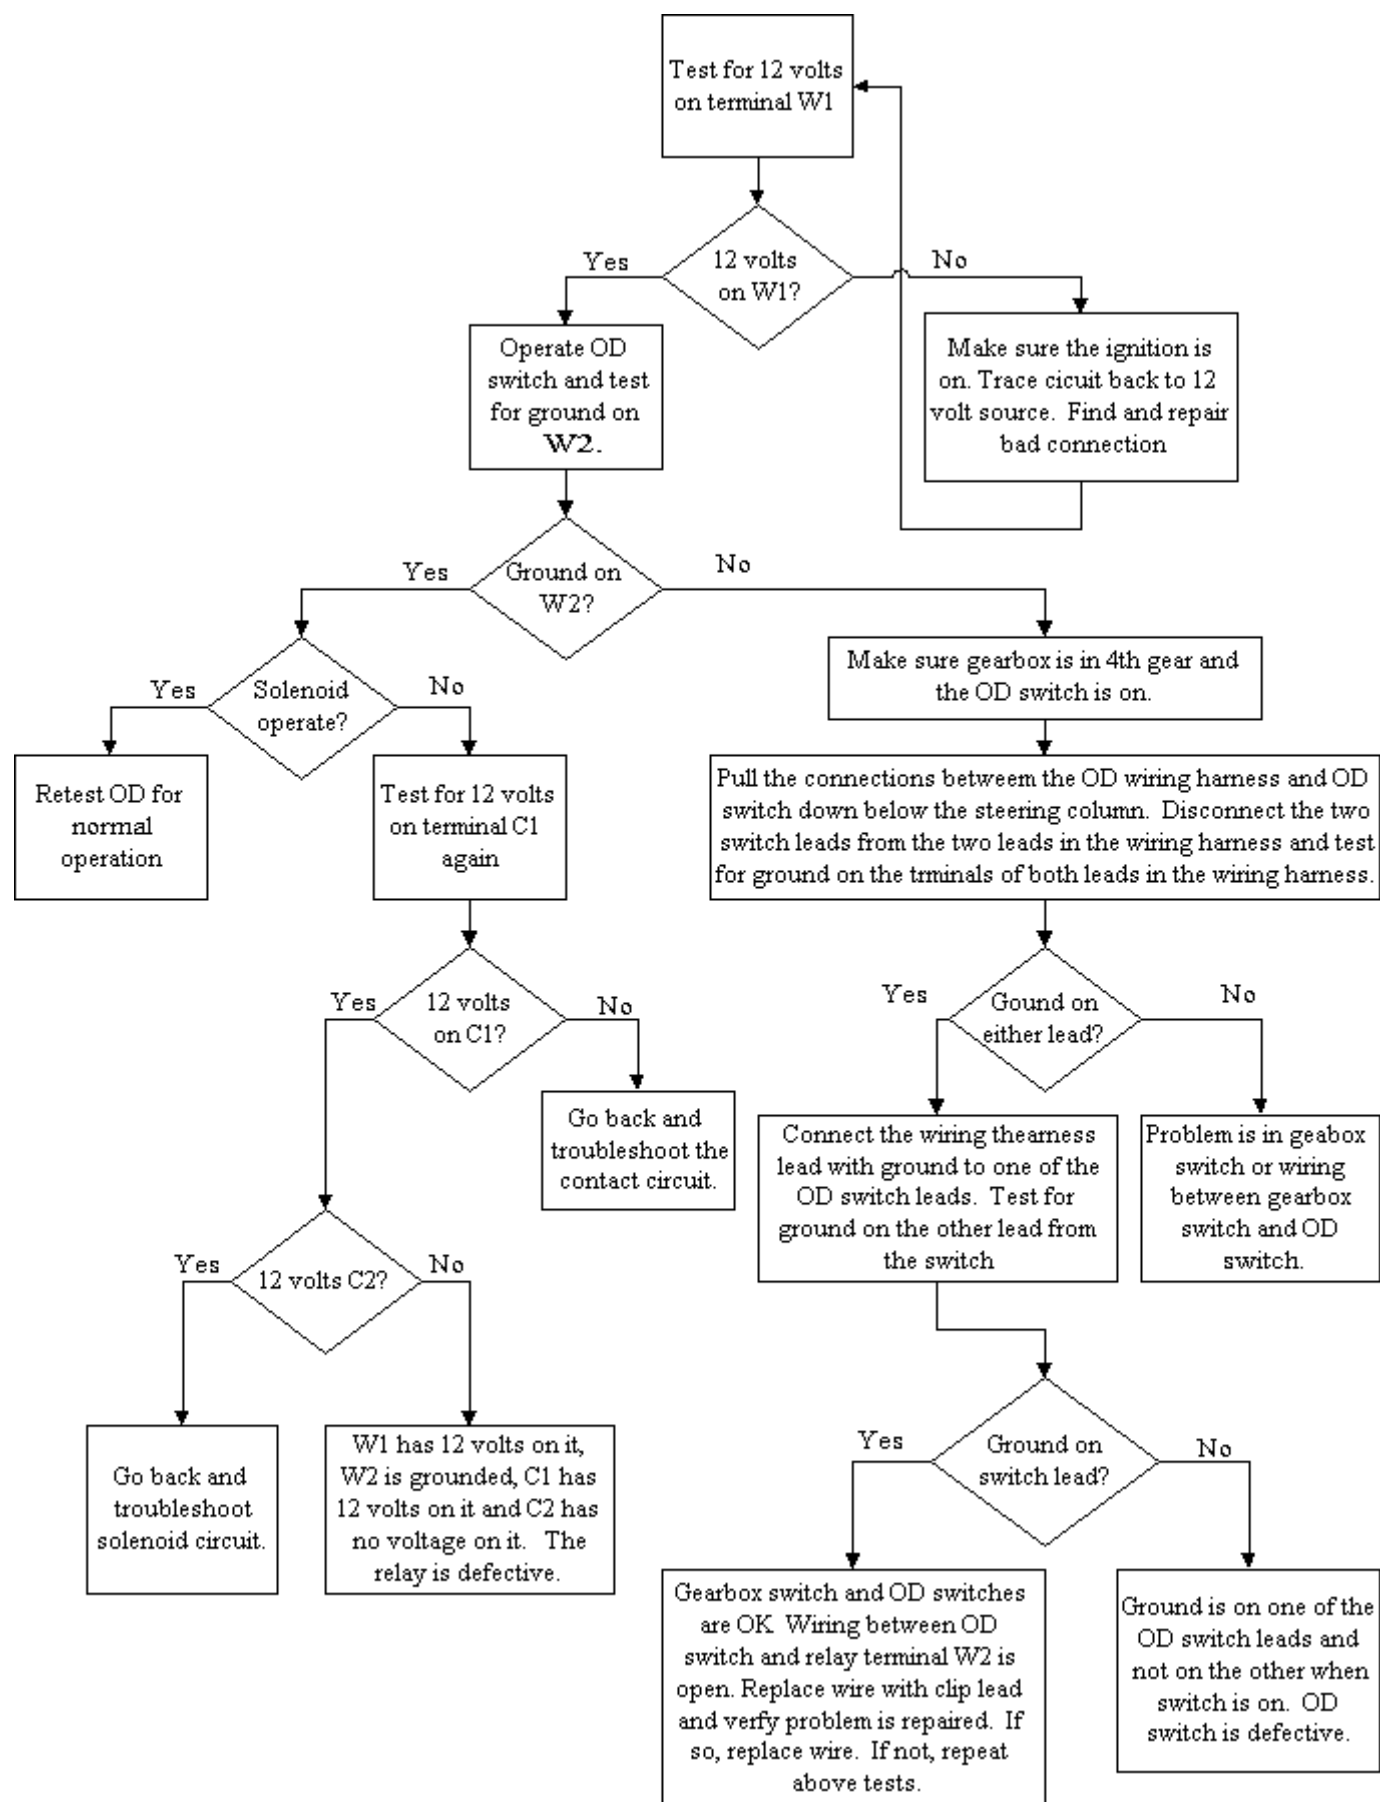 Test for 12 volts
on terminal W1
Yes
12 volts
on W1?
No
Operate OD
switch and test
for ground on
W2.
Make sure the ignition is
on. Trace cicuit back to 12
volt source. Find and repair
bad connection
Yes
Ground on
W2?
No
Make sure gearbox is in 4th gear and
the OD switch is on.
Yes
Solenoid
operate?
No
Retest OD for
normal
operation
Test for 12 volts
on terminal C1
again
Pull the connections betweem the OD wiring harness and OD
switch down below the steering column. Disconnect the two
switch leads from the two leads in the wiring harness and test
for ground on the trminals of both leads in the wiring harness.
Yes
12 volts
on C1?
No
Yes
Gound on
either lead?
No
Go back and
troubleshoot the
contact circuit.
Connect the wiring thearness
lead with ground to one of the
OD switch leads. Test for
ground on the other lead from
the switch
Problem is in geabox
switch or wiring
between gearbox
switch and OD
switch.
Yes
12 volts C2?
No
Go back and
troubleshoot
solenoid circuit.
W1 has 12 volts on it,
W2 is grounded, C1 has
12 volts on it and C2 has
no voltage on it. The
relay is defective.
Yes
Ground on
switch lead?
No
Gearbox switch and OD switches
are OK. Wiring between OD
switch and relay terminal W2 is
open. Replace wire with clip lead
and verfy problem is repaired. If
so, replace wire. If not, repeat
above tests.
Ground is on one of the
OD switch leads and
not on the other when
switch is on. OD
switch is defective.